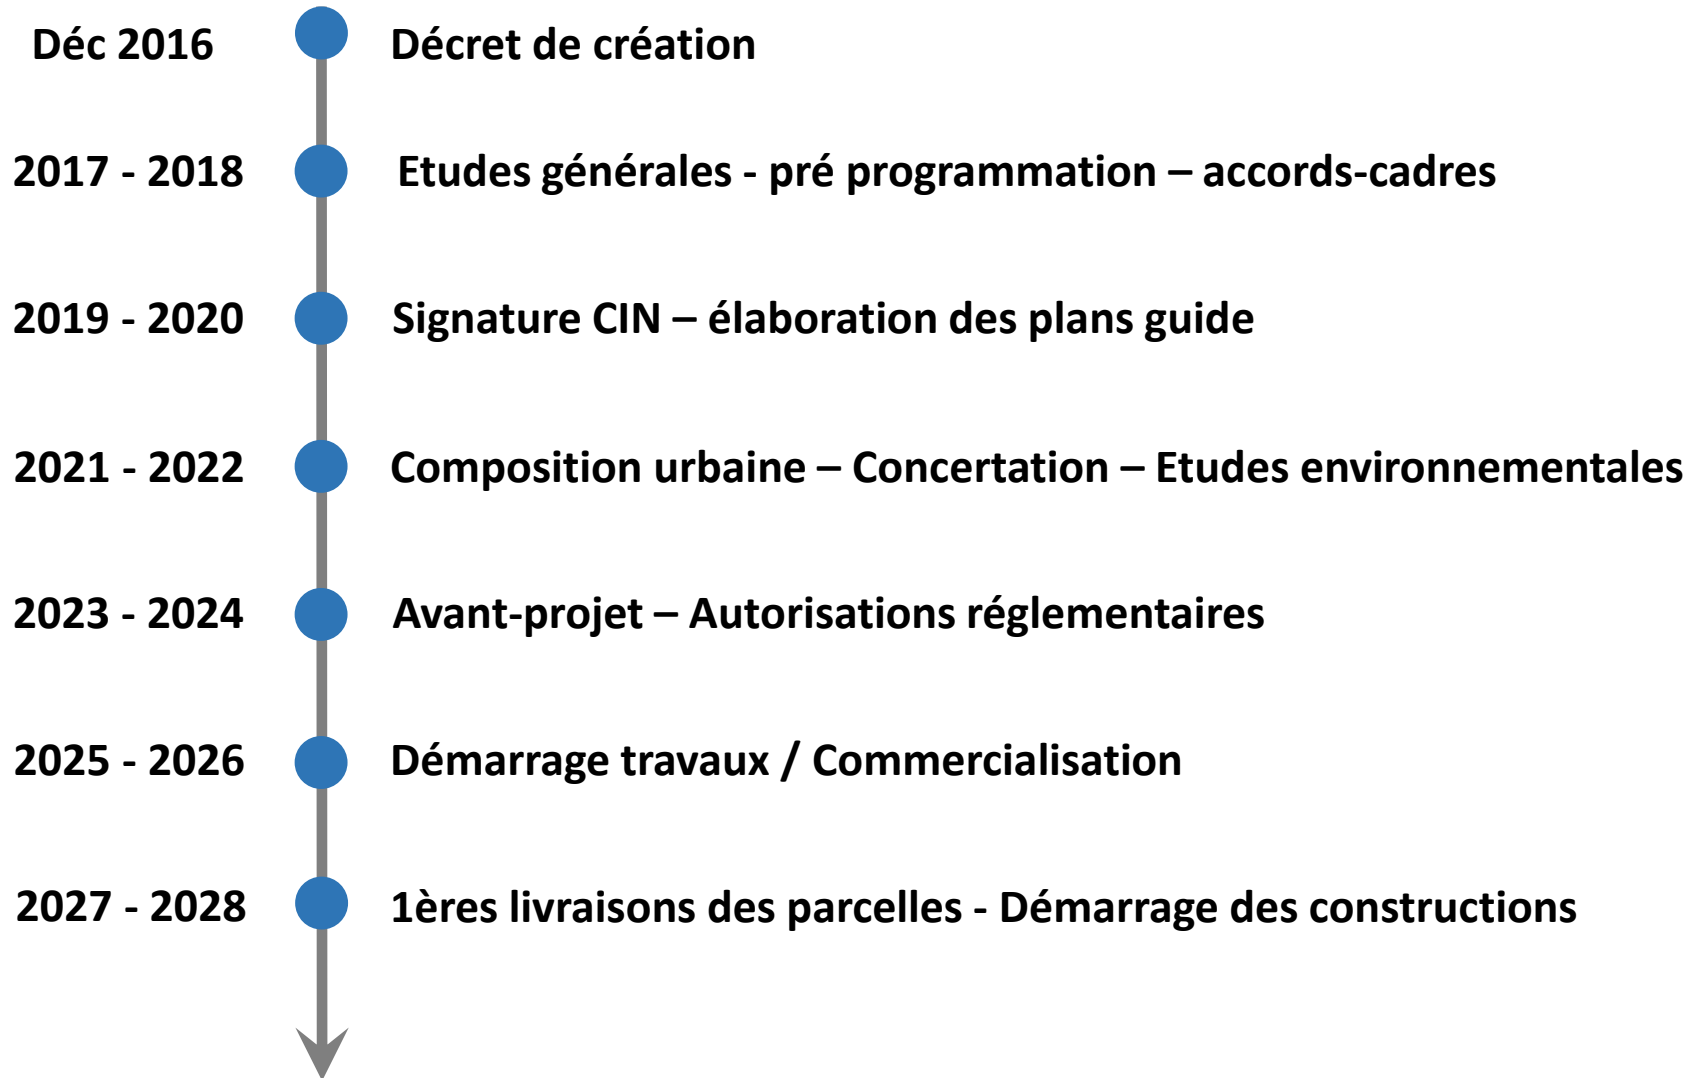 Déc 2016 Décret de création
2017 - 2018 Etudes générales - pré programmation – accords-cadres
2019 - 2020 Signature CIN – élaboration des plans guide
2021 - 2022 Composition urbaine – Concertation – Etudes environnementales
2023 - 2024 Avant-projet – Autorisations réglementaires
2025 - 2026 Démarrage travaux / Commercialisation
2027 - 2028 1ères livraisons des parcelles - Démarrage des constructions